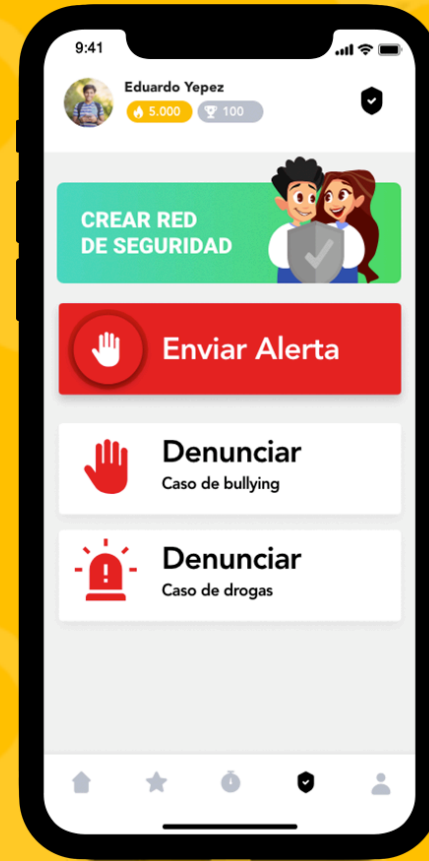 9:41
Eduardo Yepez
5.000
100
CREAR RED
DE SEGURIDAD
Enviar Alerta
Denunciar
Caso de bullying
Denunciar
Caso de drogas